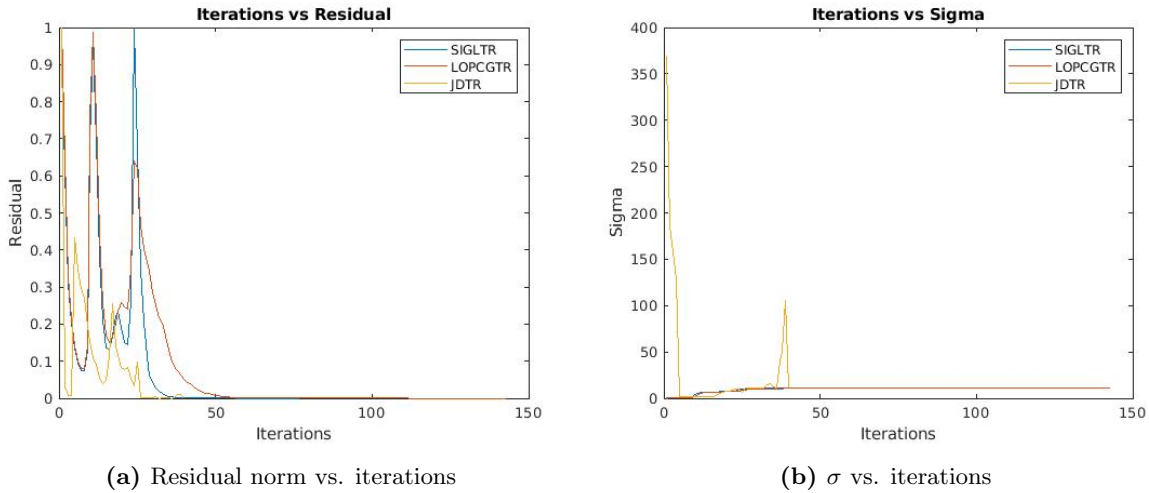 Iterations vs Residual
1
0.9
0.8
0.7
0.6
0.5
0.4
0.3
0.2
0.1
0
Residual
SIGLTR
LOPCGTR
JDTR
0 50 100 150
Iterations
(a) Residual norm vs. iterations
Iterations vs Sigma
400
350
300
250
200
150
100
50
0
Sigma
SIGLTR
LOPCGTR
JDTR
0 50 100 150
Iterations
(b) σ vs. iterations